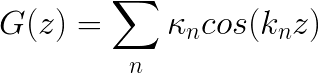 G(z) = ∑ₙ κₙcos(kₙz)